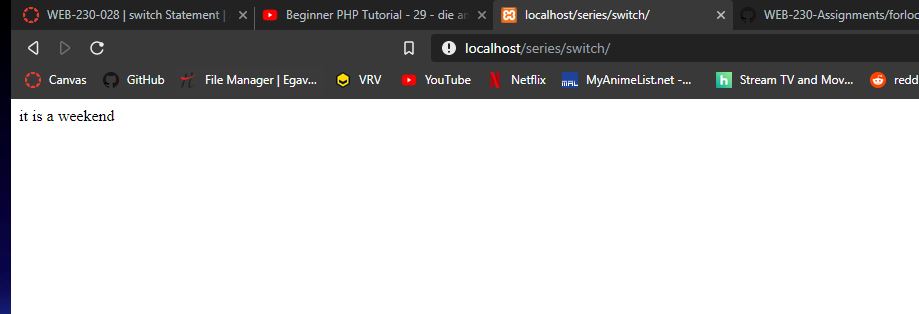 WEB-230-028 | switch Statement |
Beginner PHP Tutorial - 29 - die an
localhost/series/switch/
WEB-230-Assignments/forloo
localhost/series/switch/
Canvas
GitHub
File Manager | Egav...
VRV
YouTube
Netflix
MAL
MyAnimeList.net -...
h
Stream TV and Mov...
redd
it is a weekend